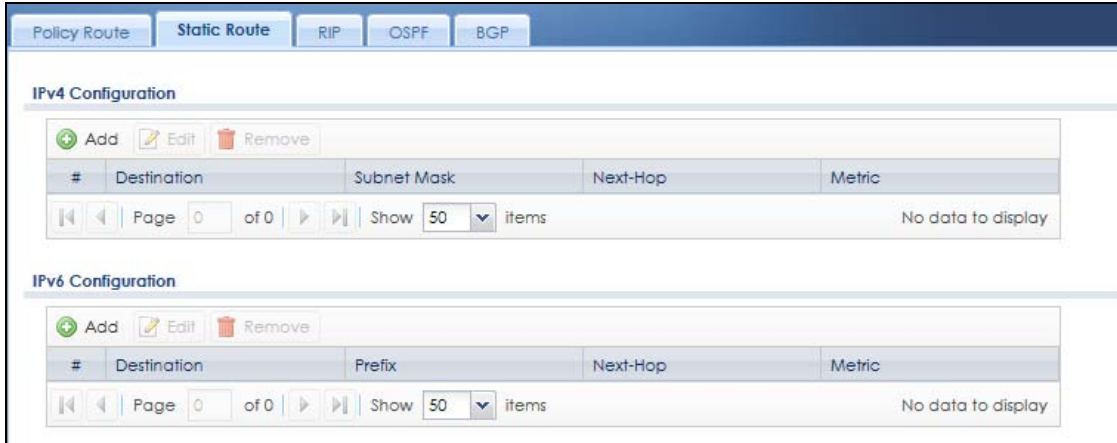 Policy Route Static Route RIP OSPF BGP
IPv4 Configuration
Add Edit Remove
# Destination Subnet Mask Next-Hop Metric
Page 0 of 0 Show 50 items No data to display
IPv6 Configuration
Add Edit Remove
# Destination Prefix Next-Hop Metric
Page 0 of 0 Show 50 items No data to display